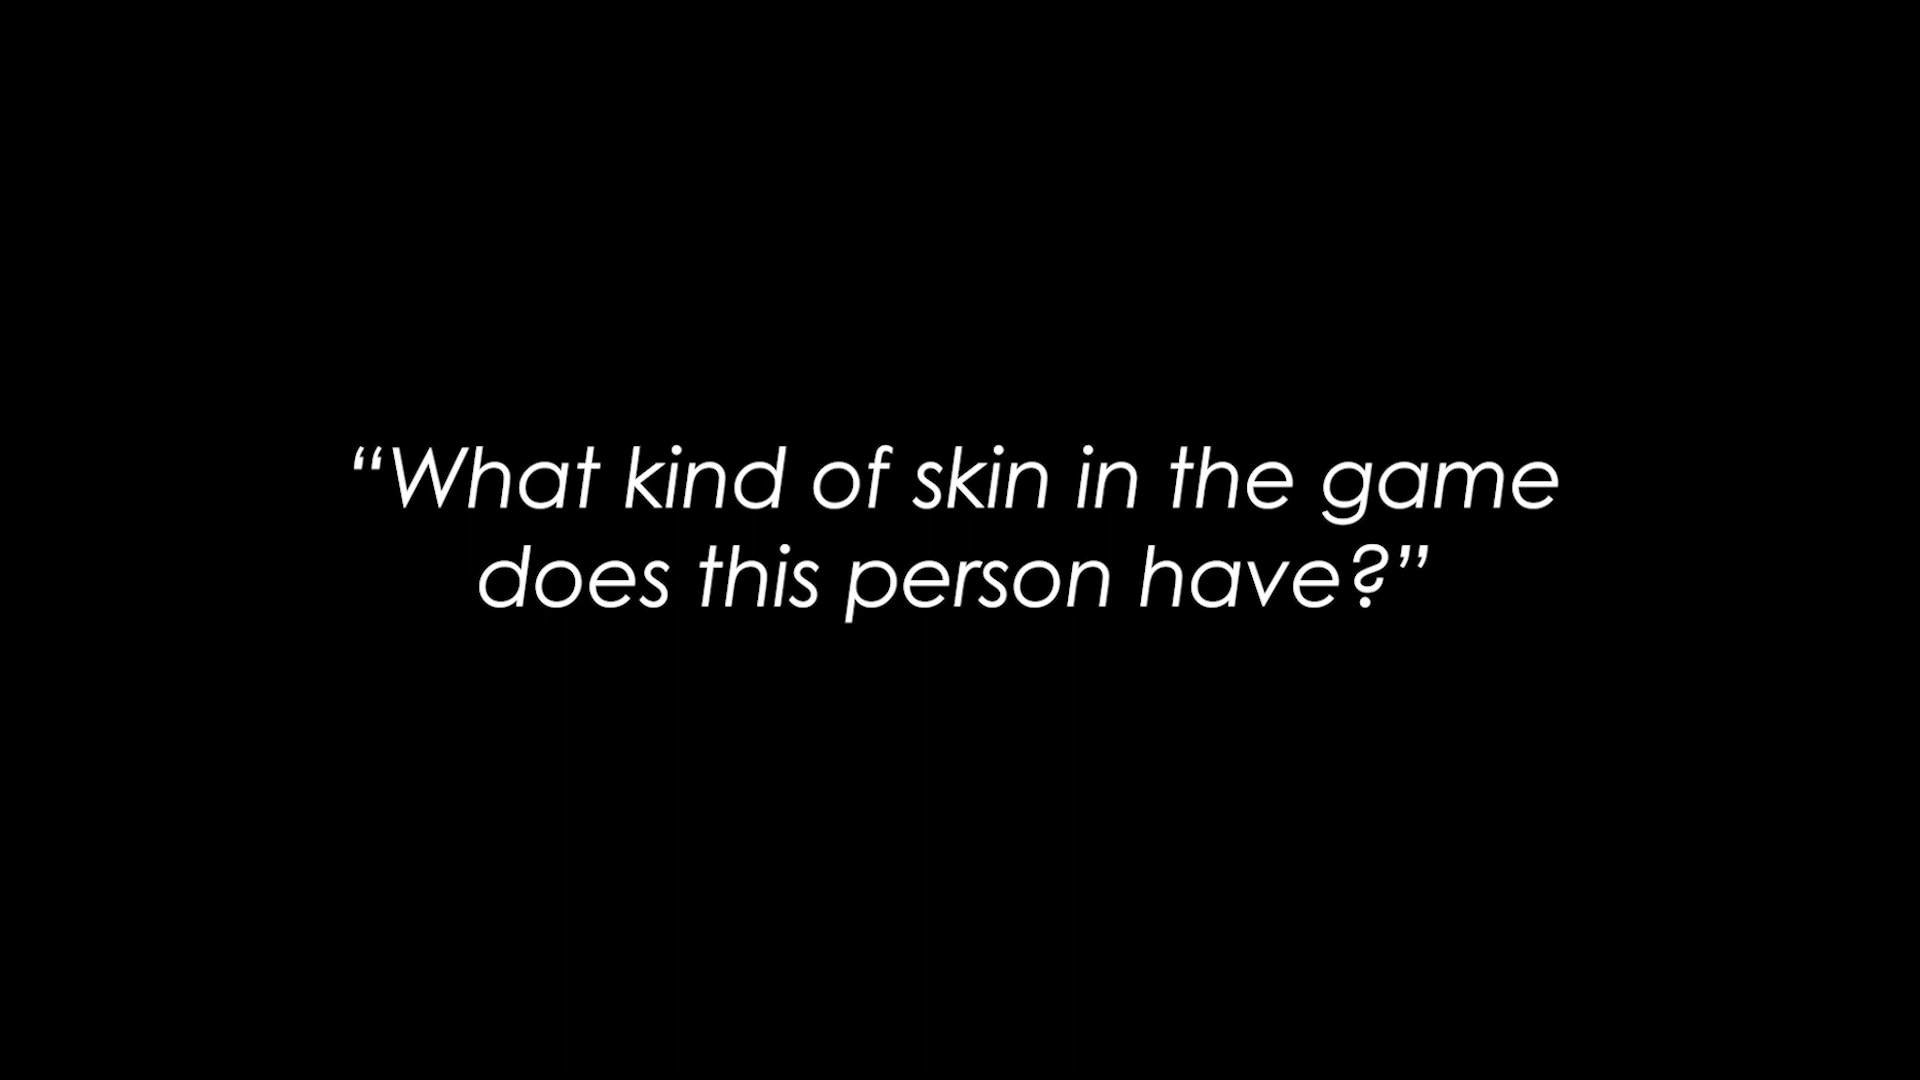 “What kind of skin in the game
does this person have?”